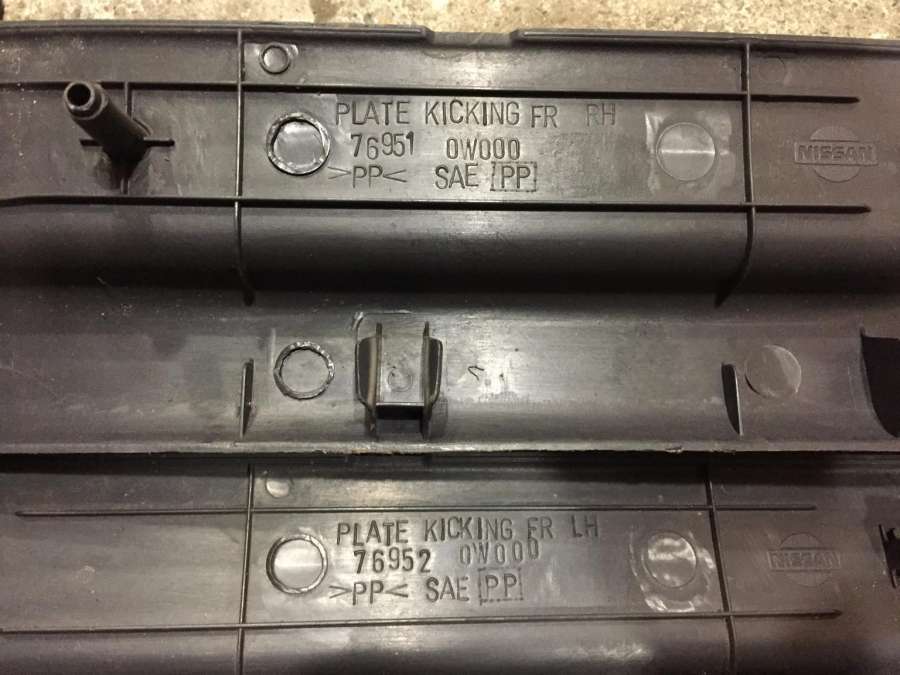 PLATE KICKING FR RH
76951 0W000
>PP< SAE PP
NISSAN
PLATE KICKING FR LH
76952 0W000
>PP< SAE PP
NISSAN